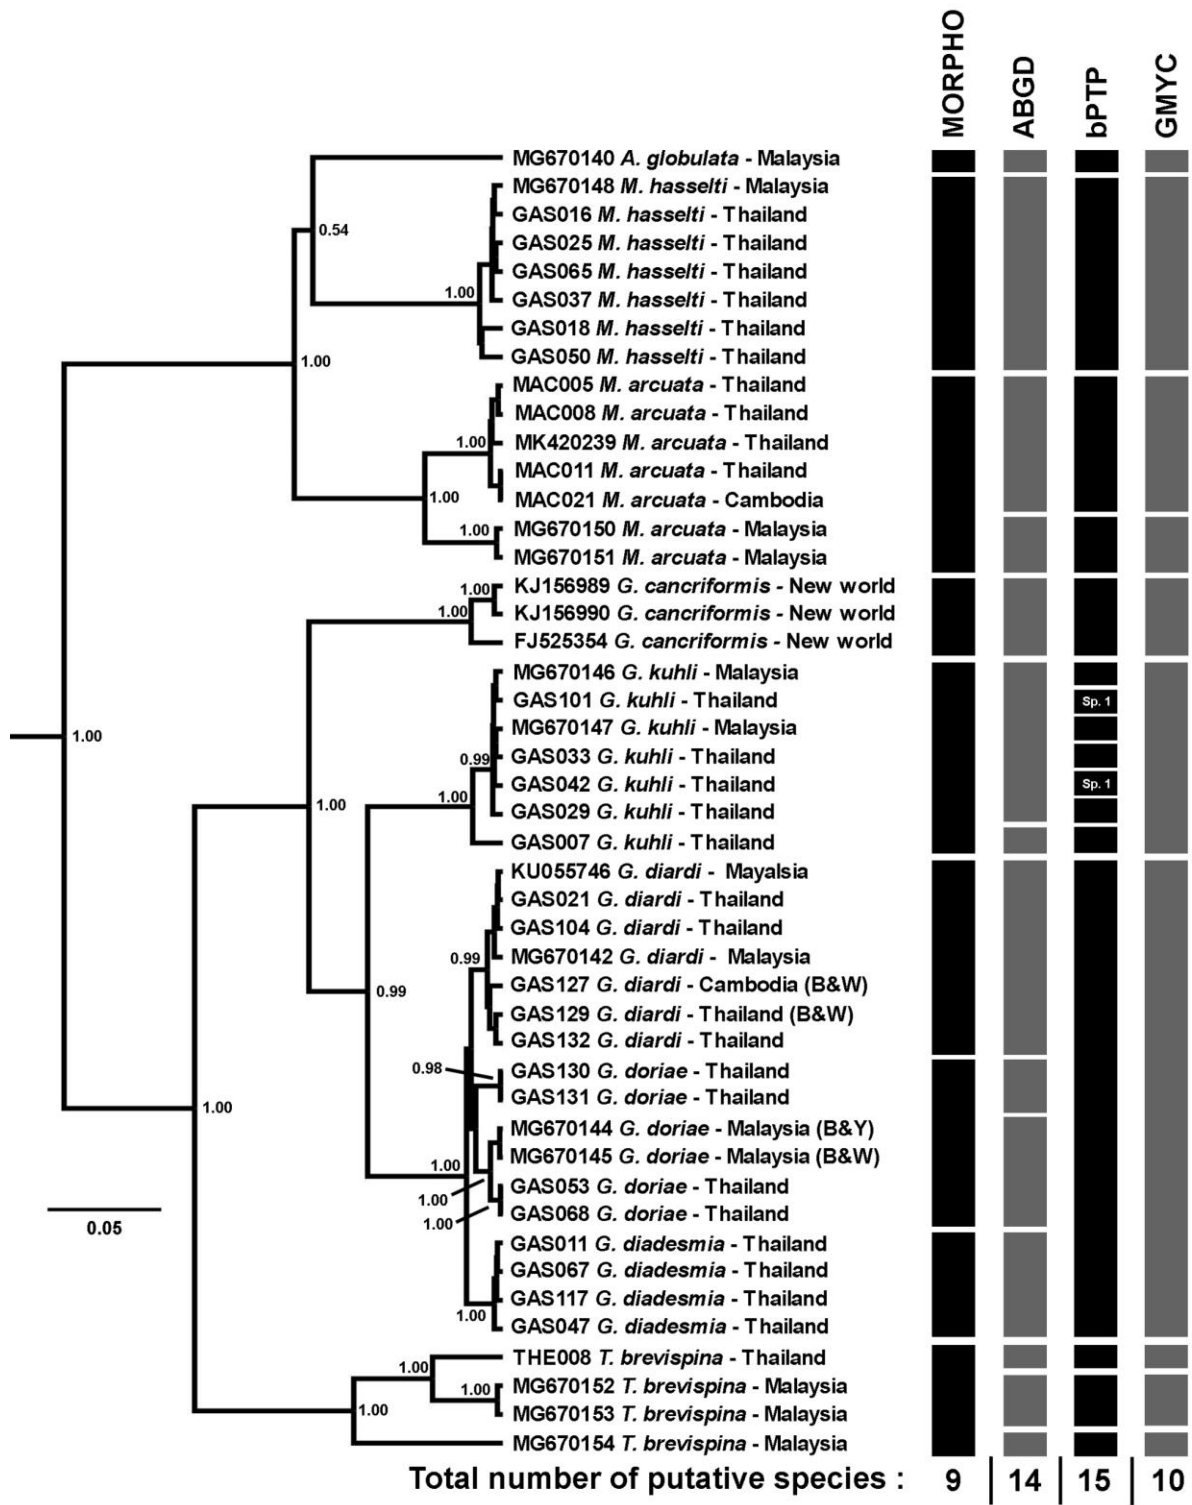 MORPHO
ABGD
bPTP
GMYC
MG670140 A. globulata - Malaysia
MG670148 M. hasselti - Malaysia
GAS016 M. hasselti - Thailand
0.54
GAS025 M. hasselti - Thailand
GAS065 M. hasselti - Thailand
1.00
GAS037 M. hasselti - Thailand
GAS018 M. hasselti - Thailand
GAS050 M. hasselti - Thailand
1.00
MAC005 M. arcuata - Thailand
MAC008 M. arcuata - Thailand
1.00
MK420239 M. arcuata - Thailand
MAC011 M. arcuata - Thailand
1.00
MAC021 M. arcuata - Cambodia
1.00
MG670150 M. arcuata - Malaysia
MG670151 M. arcuata - Malaysia
1.00
KJ156989 G. cancriformis - New world
1.00
KJ156990 G. cancriformis - New world
FJ525354 G. cancriformis - New world
MG670146 G. kuhli - Malaysia
GAS101 G. kuhli - Thailand
Sp. 1
MG670147 G. kuhli - Malaysia
1.00
0.99
GAS033 G. kuhli - Thailand
GAS042 G. kuhli - Thailand
Sp. 1
1.00
1.00
GAS029 G. kuhli - Thailand
GAS007 G. kuhli - Thailand
KU055746 G. diardi - Mayalsia
GAS021 G. diardi - Thailand
GAS104 G. diardi - Thailand
0.99
MG670142 G. diardi - Malaysia
GAS127 G. diardi - Cambodia (B&W)
0.99
GAS129 G. diardi - Thailand (B&W)
GAS132 G. diardi - Thailand
0.98
GAS130 G. doriae - Thailand
GAS131 G. doriae - Thailand
1.00
MG670144 G. doriae - Malaysia (B&Y)
MG670145 G. doriae - Malaysia (B&W)
1.00
GAS053 G. doriae - Thailand
1.00
GAS068 G. doriae - Thailand
1.00
0.05
GAS011 G. diadesmia - Thailand
GAS067 G. diadesmia - Thailand
GAS117 G. diadesmia - Thailand
1.00
GAS047 G. diadesmia - Thailand
THE008 T. brevispina - Thailand
1.00
MG670152 T. brevispina - Malaysia
1.00
MG670153 T. brevispina - Malaysia
1.00
MG670154 T. brevispina - Malaysia
Total number of putative species : 9 14 15 10